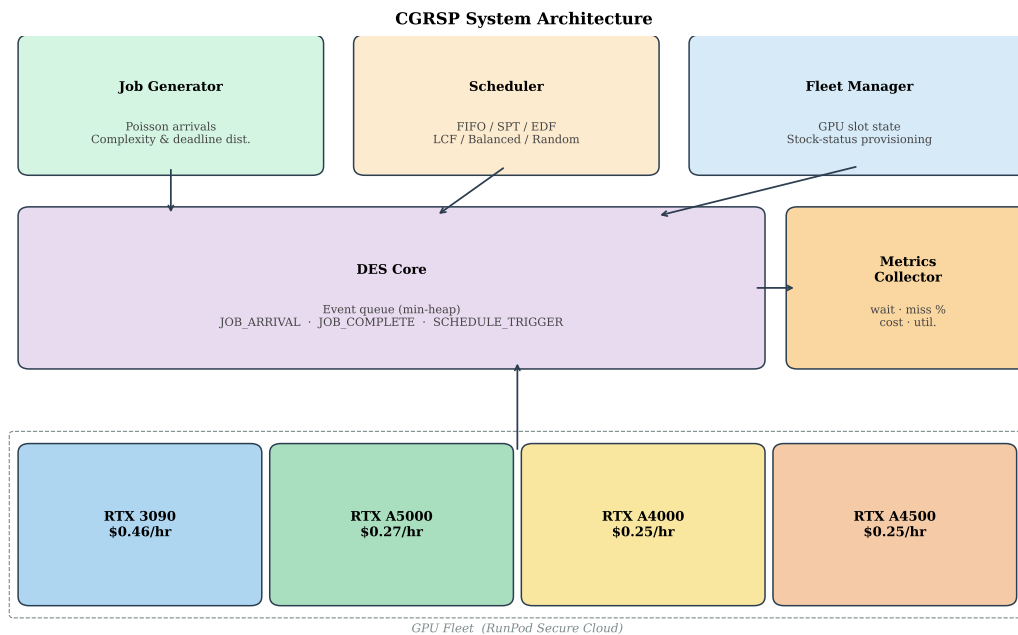 CGRSP System Architecture
Job Generator
Poisson arrivals
Complexity & deadline dist.
Scheduler
FIFO / SPT / EDF
LCF / Balanced / Random
Fleet Manager
GPU slot state
Stock-status provisioning
DES Core
Event queue (min-heap)
JOB_ARRIVAL · JOB_COMPLETE · SCHEDULE_TRIGGER
Metrics
Collector
wait · miss %
cost · util.
RTX 3090
$0.46/hr
RTX A5000
$0.27/hr
RTX A4000
$0.25/hr
RTX A4500
$0.25/hr
GPU Fleet (RunPod Secure Cloud)